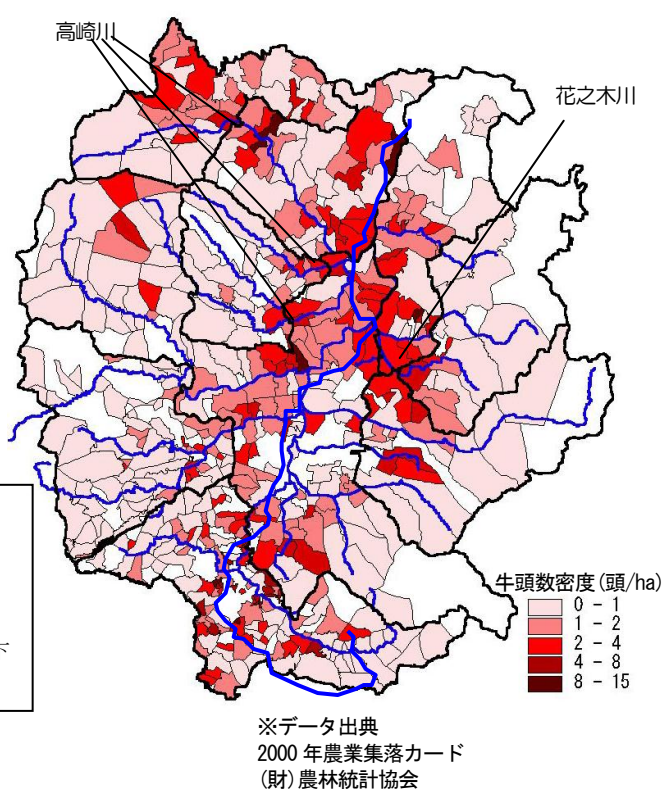 高崎川
花之木川
牛頭数密度(頭/ha)
0 - 1
1 - 2
2 - 4
4 - 8
8 - 15
※データ出典
2000年農業集落カード
(財)農林統計協会